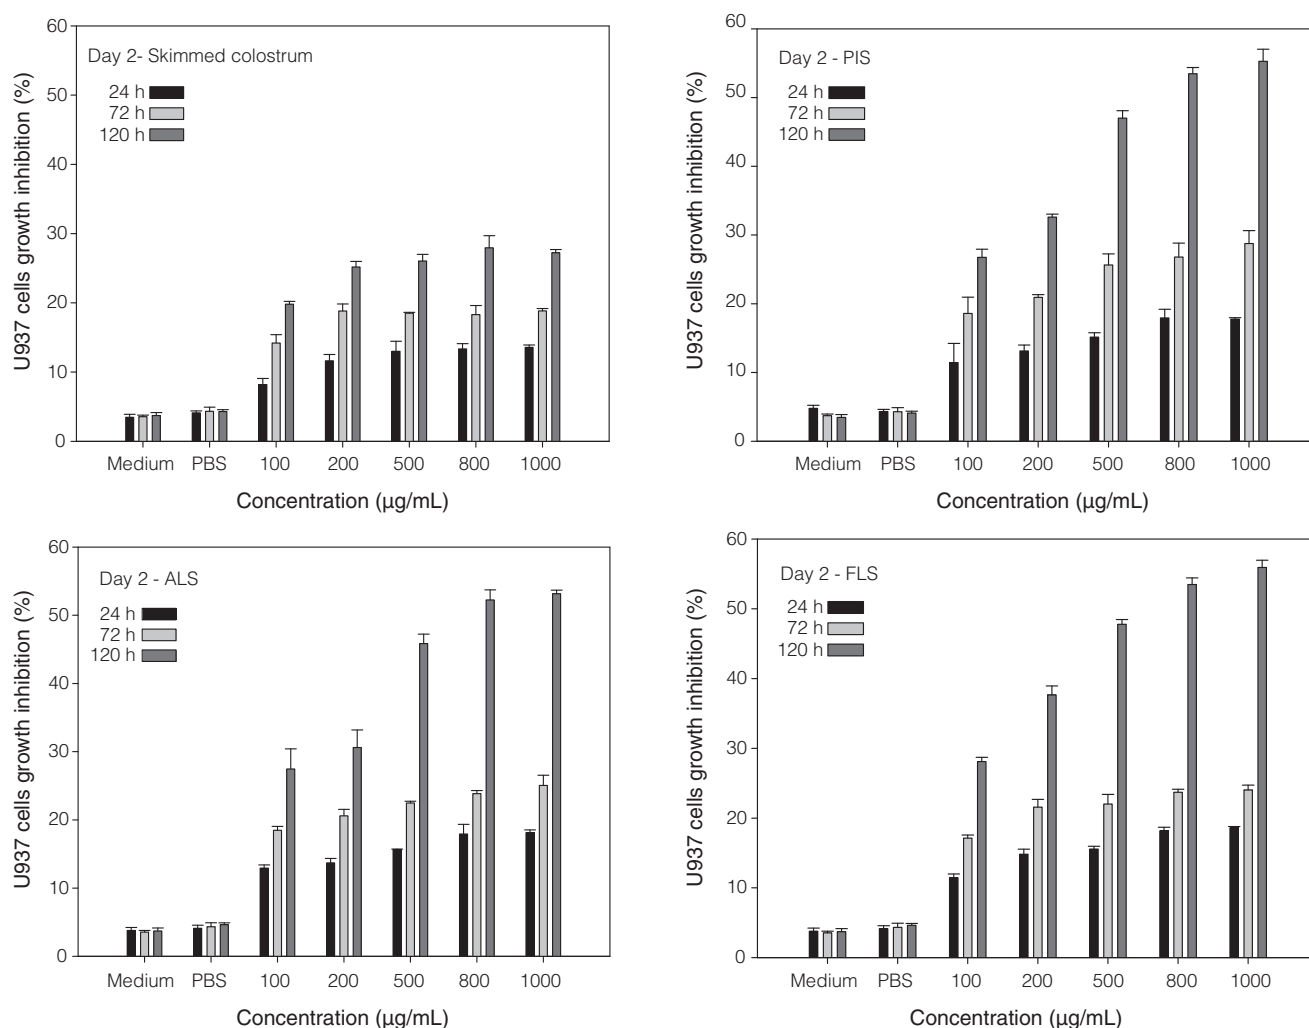 U937 cells growth inhibition (%)
60
50
40
30
20
10
0
Day 2- Skimmed colostrum
24 h
72 h
120 h
Medium PBS 100 200 500 800 1000
Concentration (µg/mL)
U937 cells growth inhibition (%)
60
50
40
30
20
10
0
Day 2 - PIS
24 h
72 h
120 h
Medium PBS 100 200 500 800 1000
Concentration (µg/mL)
U937 cells growth inhibition (%)
60
50
40
30
20
10
0
Day 2 - ALS
24 h
72 h
120 h
Medium PBS 100 200 500 800 1000
Concentration (µg/mL)
U937 cells growth inhibition (%)
60
50
40
30
20
10
0
Day 2 - FLS
24 h
72 h
120 h
Medium PBS 100 200 500 800 1000
Concentration (µg/mL)